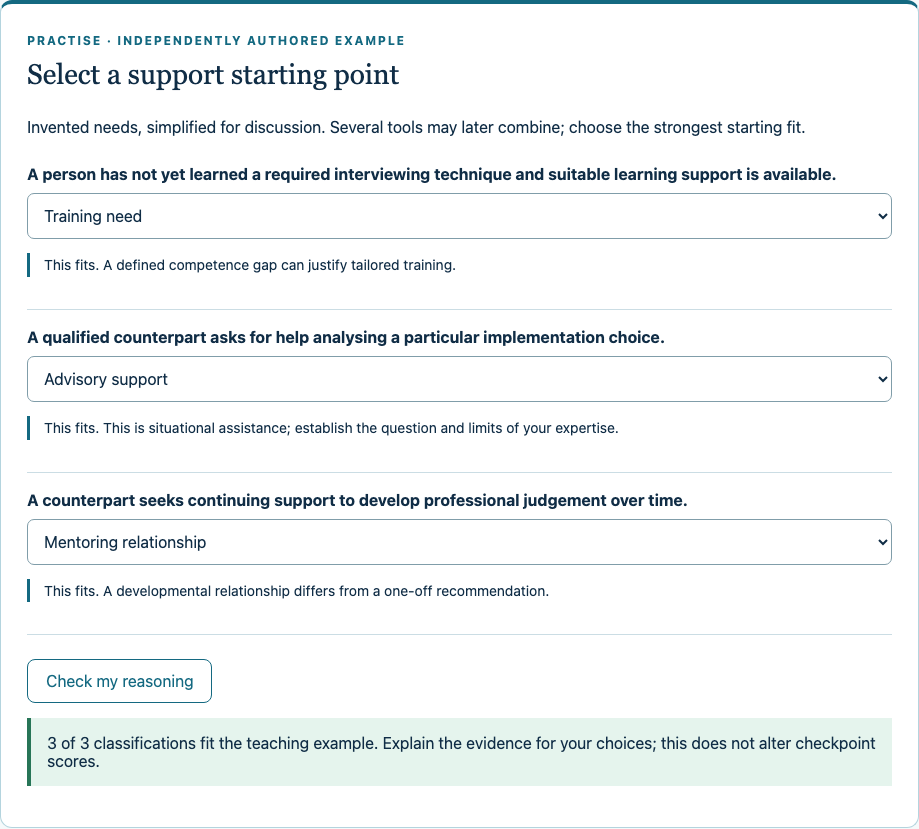 PRACTISE · INDEPENDENTLY AUTHORED EXAMPLE
Select a support starting point
Invented needs, simplified for discussion. Several tools may later combine; choose the strongest starting fit.
A person has not yet learned a required interviewing technique and suitable learning support is available.
Training need
This fits. A defined competence gap can justify tailored training.
A qualified counterpart asks for help analysing a particular implementation choice.
Advisory support
This fits. This is situational assistance; establish the question and limits of your expertise.
A counterpart seeks continuing support to develop professional judgement over time.
Mentoring relationship
This fits. A developmental relationship differs from a one-off recommendation.
Check my reasoning
3 of 3 classifications fit the teaching example. Explain the evidence for your choices; this does not alter checkpoint
scores.